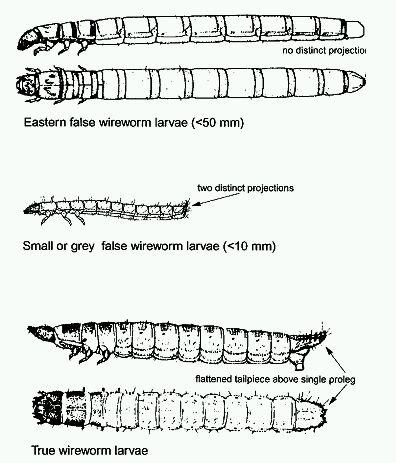 no distinct projection
Eastern false wireworm larvae (<50 mm)
two distinct projections
Small or grey false wireworm larvae (<10 mm)
flattened tailpiece above single proleg
True wireworm larvae